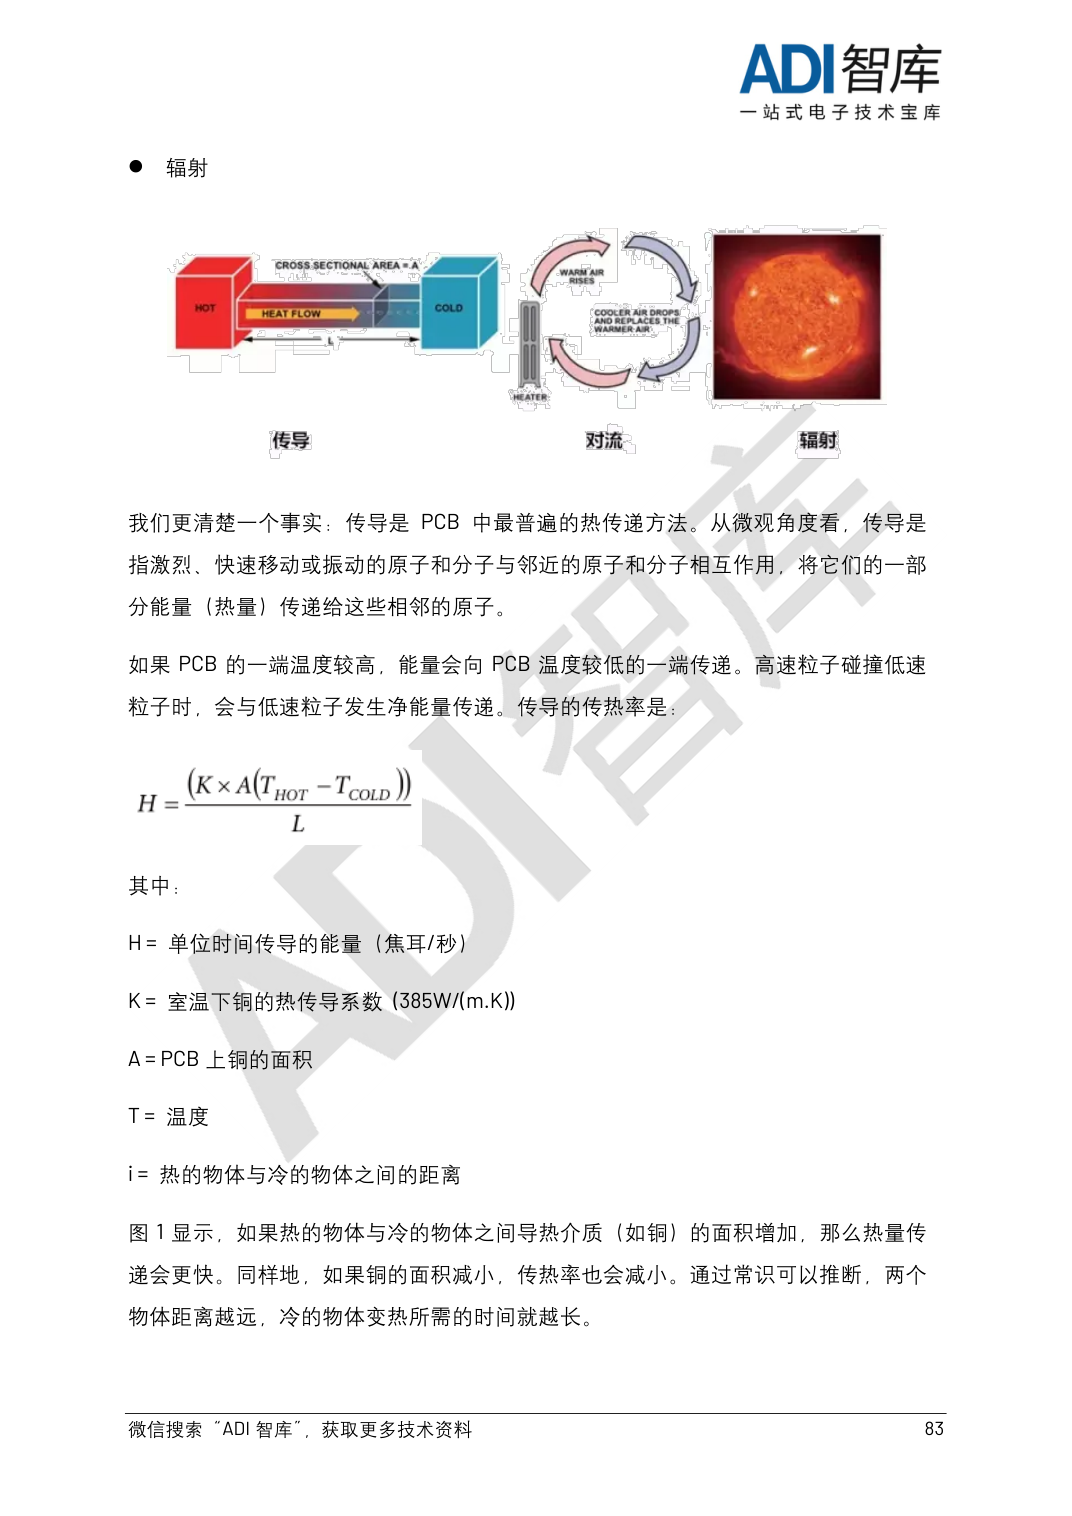 ADI智库
一站式电子技术宝库
● 辐射
CROSS SECTIONAL AREA = A
HOT
HEAT FLOW
COLD
L
WARM AIR
RISES
COOLER AIR DROPS
AND REPLACES THE
WARMER AIR
HEATER
传导
对流
辐射
我们更清楚一个事实：传导是 PCB 中最普遍的热传递方法。从微观角度看，传导是
指激烈、快速移动或振动的原子和分子与邻近的原子和分子相互作用，将它们的一部
分能量（热量）传递给这些相邻的原子。
如果 PCB 的一端温度较高，能量会向 PCB 温度较低的一端传递。高速粒子碰撞低速
粒子时，会与低速粒子发生净能量传递。传导的传热率是：
H = (K × A(T_HOT − T_COLD)) / L
其中：
H = 单位时间传导的能量（焦耳/秒）
K = 室温下铜的热传导系数 (385W/(m.K))
A = PCB 上铜的面积
T = 温度
i = 热的物体与冷的物体之间的距离
图 1 显示，如果热的物体与冷的物体之间导热介质（如铜）的面积增加，那么热量传
递会更快。同样地，如果铜的面积减小，传热率也会减小。通过常识可以推断，两个
物体距离越远，冷的物体变热所需的时间就越长。
微信搜索“ADI 智库”，获取更多技术资料
83
ADI智库